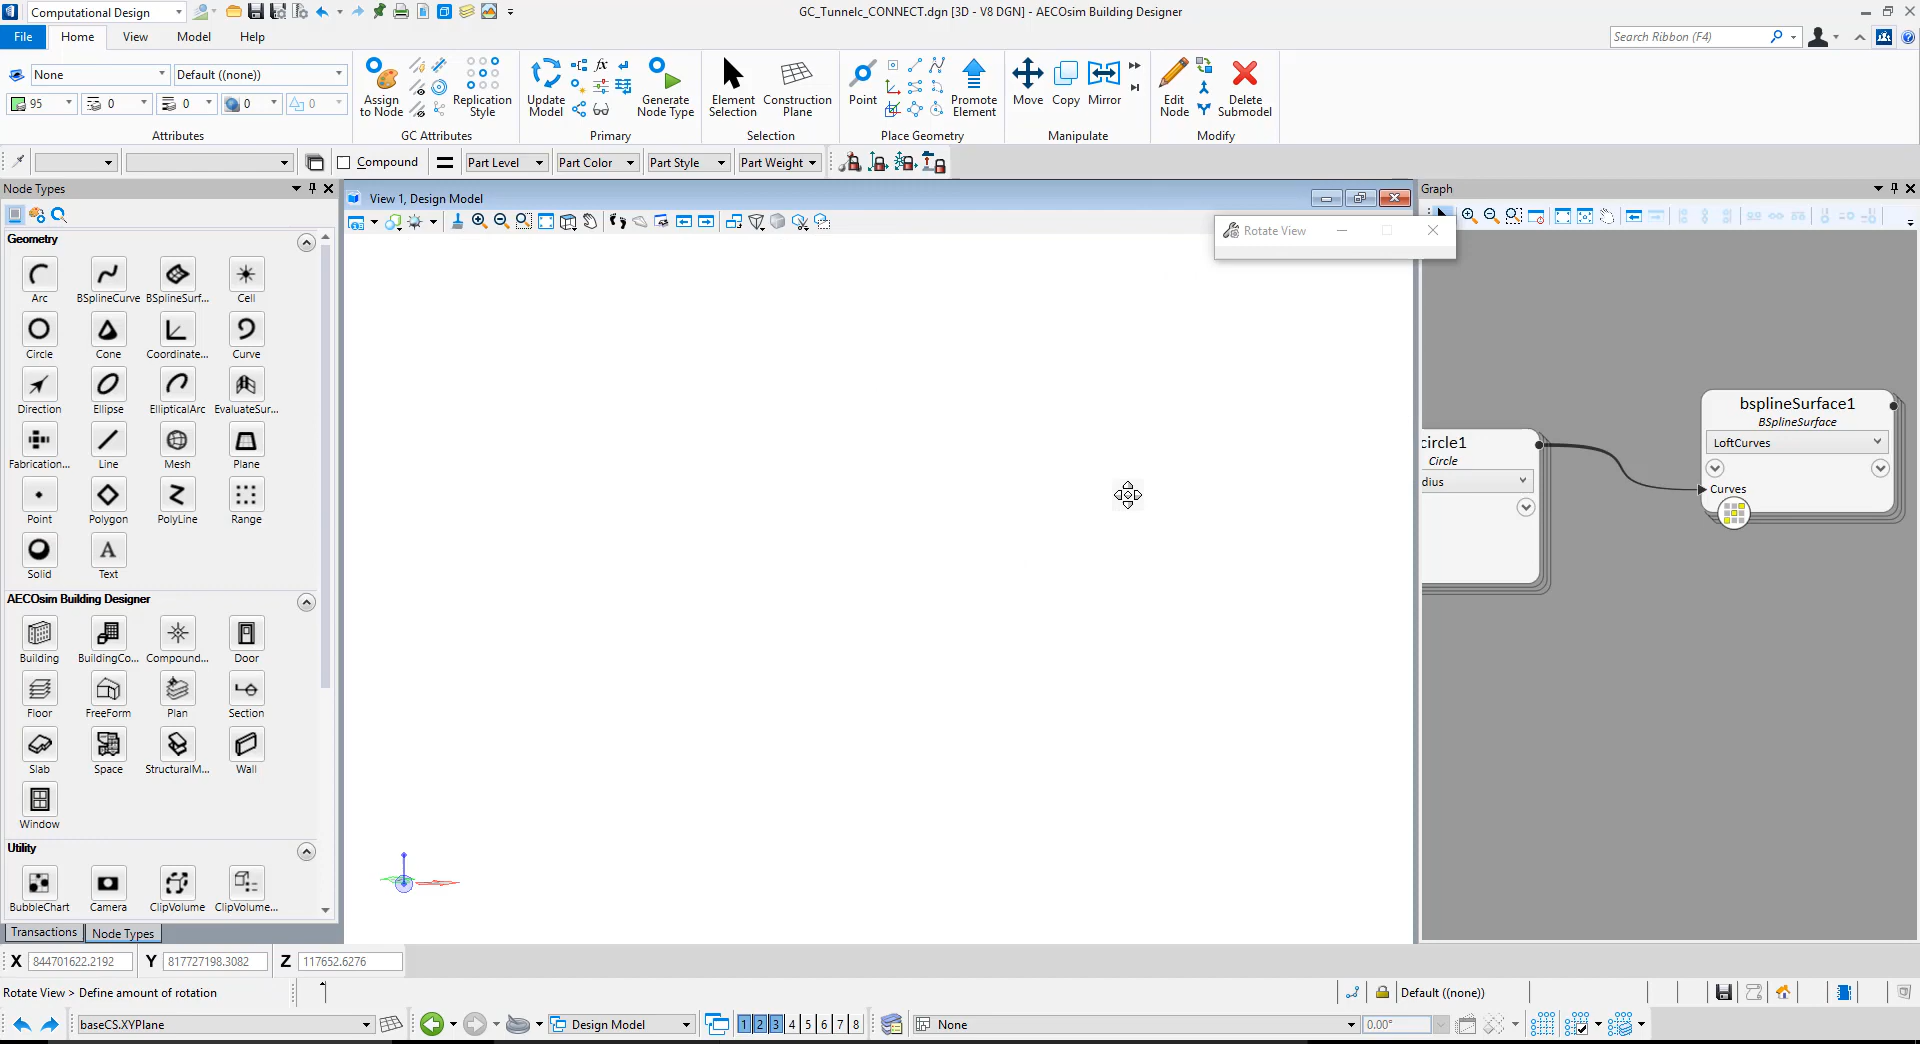 Computational Design
GC_Tunnelc_CONNECT.dgn [3D - V8 DGN] - AECOsim Building Designer
File Home View Model Help
Search Ribbon (F4)
None Default ((none))
95 0 0 0 0
Attributes
Assign to Node
Replication Style
GC Attributes
fx
Update Model
Generate Node Type
Primary
Element Selection
Construction Plane
Selection
Point
Promote Element
Place Geometry
Move Copy Mirror
Manipulate
Edit Node
Delete Submodel
Modify
Compound
Part Level Part Color Part Style Part Weight
Node Types
View 1, Design Model
Graph
Rotate View
Geometry
Arc BSplineCurve BSplineSurf... Cell
Circle Cone Coordinate... Curve
Direction Ellipse EllipticalArc EvaluateSur...
Fabrication... Line Mesh Plane
Point Polygon PolyLine Range
Solid Text
AECOsim Building Designer
Building BuildingCo... Compound... Door
Floor FreeForm Plan Section
Slab Space StructuralM... Wall
Window
Utility
BubbleChart Camera ClipVolume ClipVolume...
Transactions Node Types
circle1
Circle
dius
bsplineSurface1
BSplineSurface
LoftCurves
Curves
X 844701622.2192 Y 817727198.3082 Z 117652.6276
Rotate View > Define amount of rotation
Default ((none))
baseCS.XYPlane
Design Model
1 2 3 4 5 6 7 8
None
0.00°